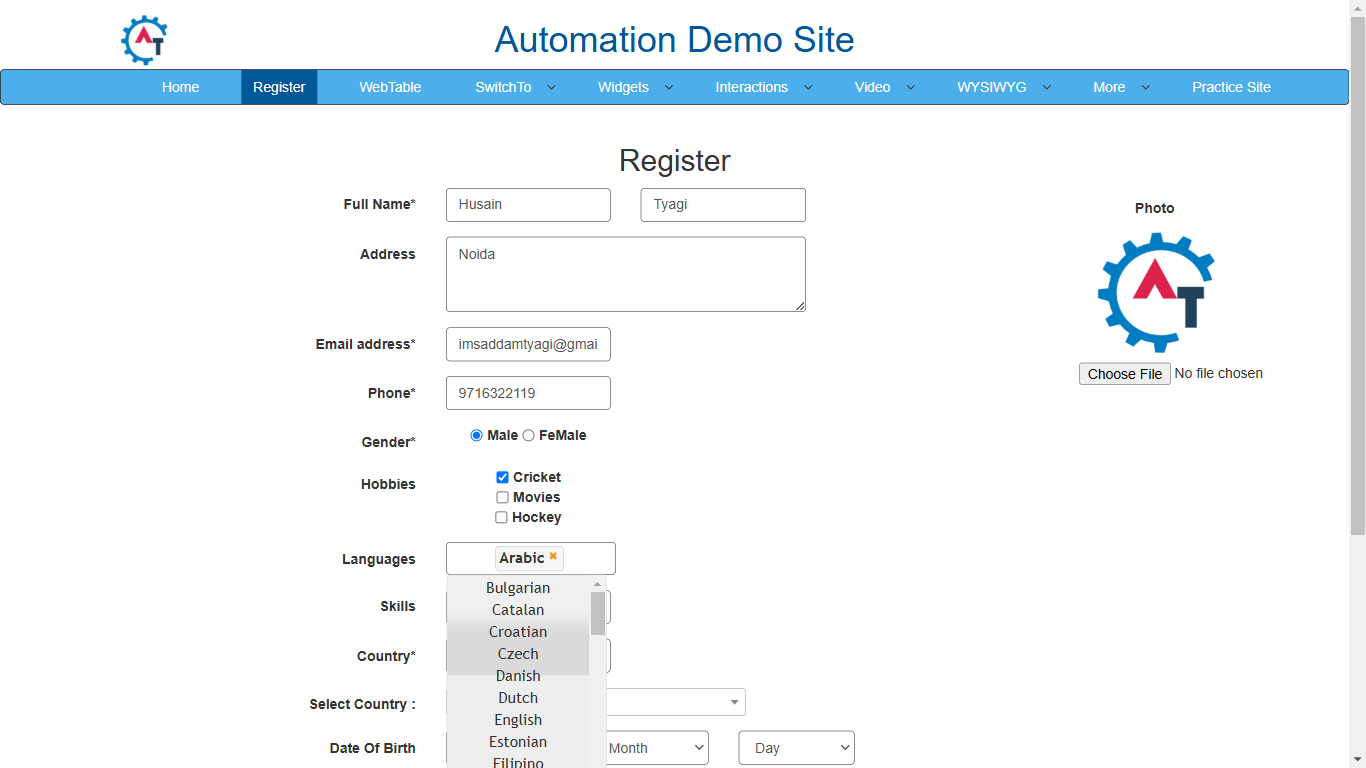 AT
Automation Demo Site
Home Register WebTable SwitchTo Widgets Interactions Video WYSIWYG More Practice Site
Register
Full Name* Husain Tyagi
Photo
Address Noida
AT
Email address* imsaddamtyagi@gmai
Choose File No file chosen
Phone* 9716322119
Gender* Male FeMale
Hobbies Cricket
Movies
Hockey
Languages Arabic
Bulgarian
Skills
Catalan
Croatian
Country*
Czech
Danish
Select Country :
Dutch
English
Date Of Birth Estonian Month Day
Filipino